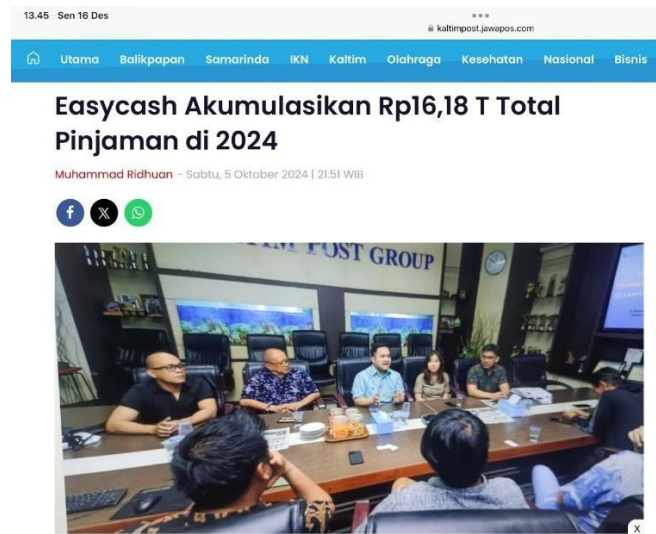 13.45 Sen 16 Des
kaltimpost.jawapos.com
Utama Balikpapan Samarinda IKN Kaltim Olahraga Kesehatan Nasional Bisnis
Easycash Akumulasikan Rp16,18 T Total
Pinjaman di 2024
Muhammad Ridhuan - Sabtu, 5 Oktober 2024 | 21:51 WIB
POST GROUP
X